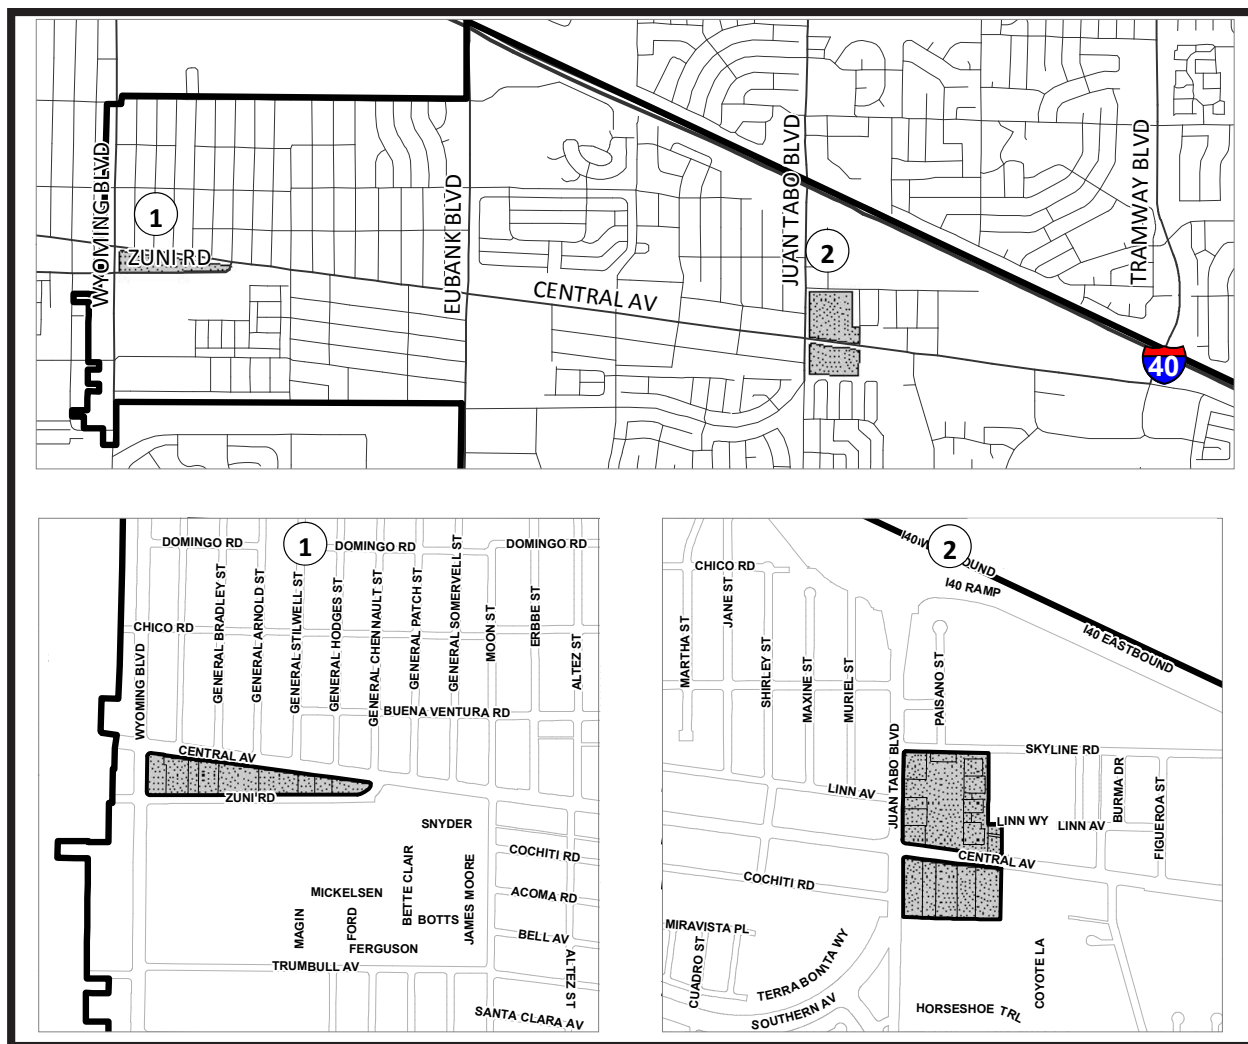 WYOMING BLVD
1
ZUNI RD
EUBANK BLVD
CENTRAL AV
JUAN TABO BLVD
2
TRAMWAY BLVD
40
1
DOMINGO RD
DOMINGO RD
DOMINGO RD
CHICO RD
WYOMING BLVD
GENERAL BRADLEY ST
GENERAL ARNOLD ST
GENERAL STILWELL ST
GENERAL HODGES ST
GENERAL CHENNAULT ST
GENERAL PATCH ST
GENERAL SOMERVELL ST
MOON ST
ERBBE ST
ALTEZ ST
BUENA VENTURA RD
CENTRAL AV
ZUNI RD
SNYDER
COCHITI RD
MICKELSEN
BETTE CLAIR
JAMES MOORE
ACOMA RD
MAGIN
FORD
BOTTS
FERGUSON
BELL AV
TRUMBULL AV
ALTEZ ST
SANTA CLARA AV
2
I40 RAMP
I40 EASTBOUND
CHICO RD
JANE ST
MARTHA ST
SHIRLEY ST
MAXINE ST
MURIEL ST
PAISANO ST
JUAN TABO BLVD
SKYLINE RD
LINN AV
BURMA DR
FIGUEROA ST
LINN WY
LINN AV
CENTRAL AV
COCHITI RD
MIRAVISTA PL
CUADRO ST
TERRA BONITA WY
SOUTHERN AV
COYOTE LA
HORSESHOE TRL